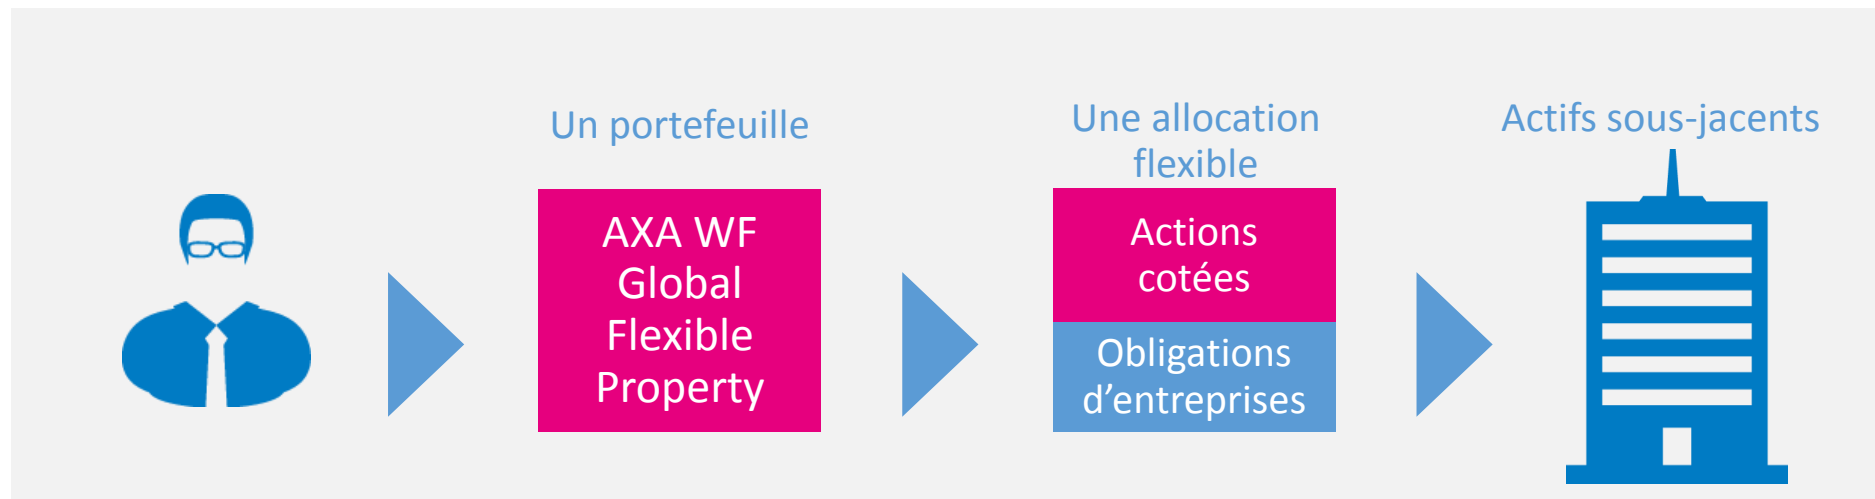 Un portefeuille
AXA WF
Global
Flexible
Property
Une allocation
flexible
Actions
cotées
Obligations
d’entreprises
Actifs sous-jacents